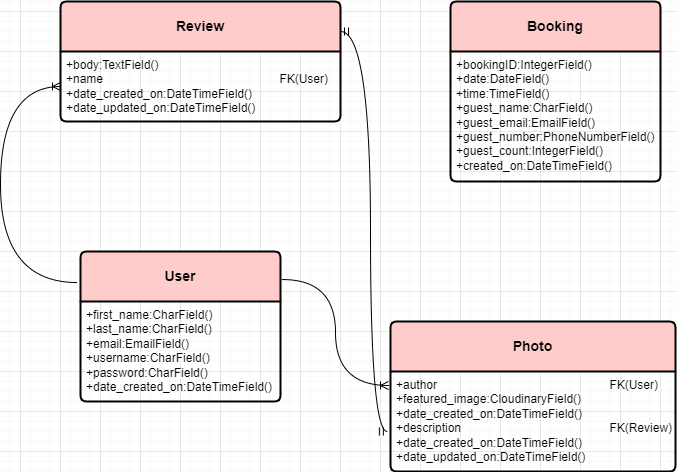 Review
+body:TextField()
+name FK(User)
+date_created_on:DateTimeField()
+date_updated_on:DateTimeField()
Booking
+bookingID:IntegerField()
+date:DateField()
+time:TimeField()
+guest_name:CharField()
+guest_email:EmailField()
+guest_number:PhoneNumberField()
+guest_count:IntegerField()
+created_on:DateTimeField()
User
+first_name:CharField()
+last_name:CharField()
+email:EmailField()
+username:CharField()
+password:CharField()
+date_created_on:DateTimeField()
Photo
+author FK(User)
+featured_image:CloudinaryField()
+date_created_on:DateTimeField()
+description FK(Review)
+date_created_on:DateTimeField()
+date_updated_on:DateTimeField()